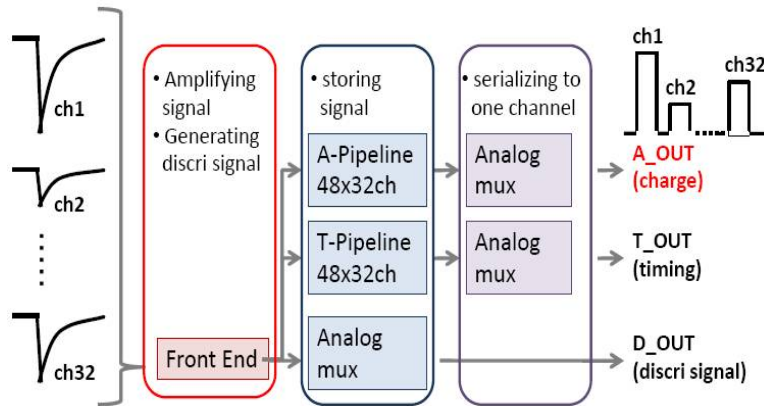 ch1
ch2
ch32
• Amplifying
signal
• Generating
discri signal
Front End
• storing
signal
A-Pipeline
48x32ch
T-Pipeline
48x32ch
Analog
mux
• serializing to
one channel
Analog
mux
Analog
mux
ch1
ch2
ch32
A_OUT
(charge)
T_OUT
(timing)
D_OUT
(discri signal)